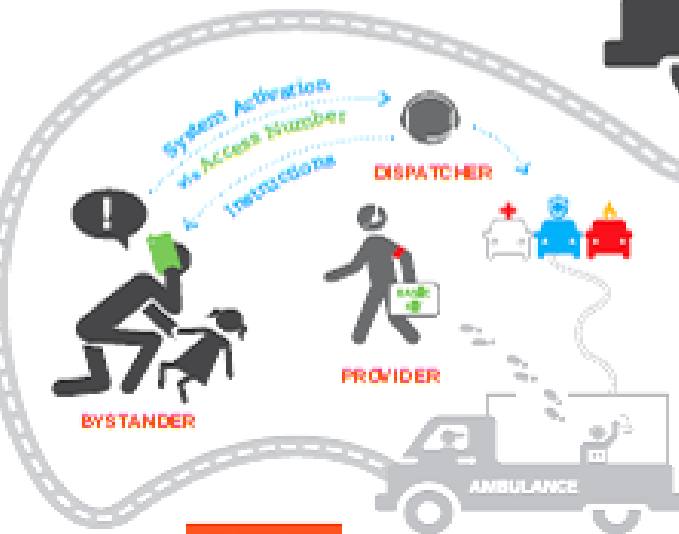 System Activation
via Access Number
Instructions
DISPATCHER
!
PROVIDER
BYSTANDER
AMBULANCE